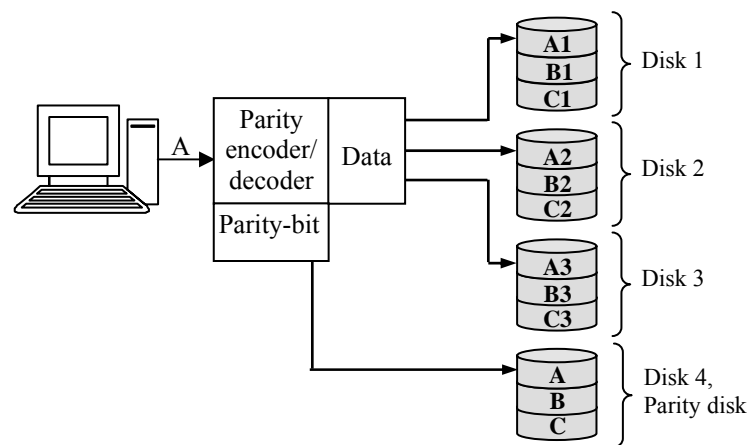 A
Parity
encoder/
decoder
Data
Parity-bit
A1
B1
C1
Disk 1
A2
B2
C2
Disk 2
A3
B3
C3
Disk 3
A
B
C
Disk 4,
Parity disk